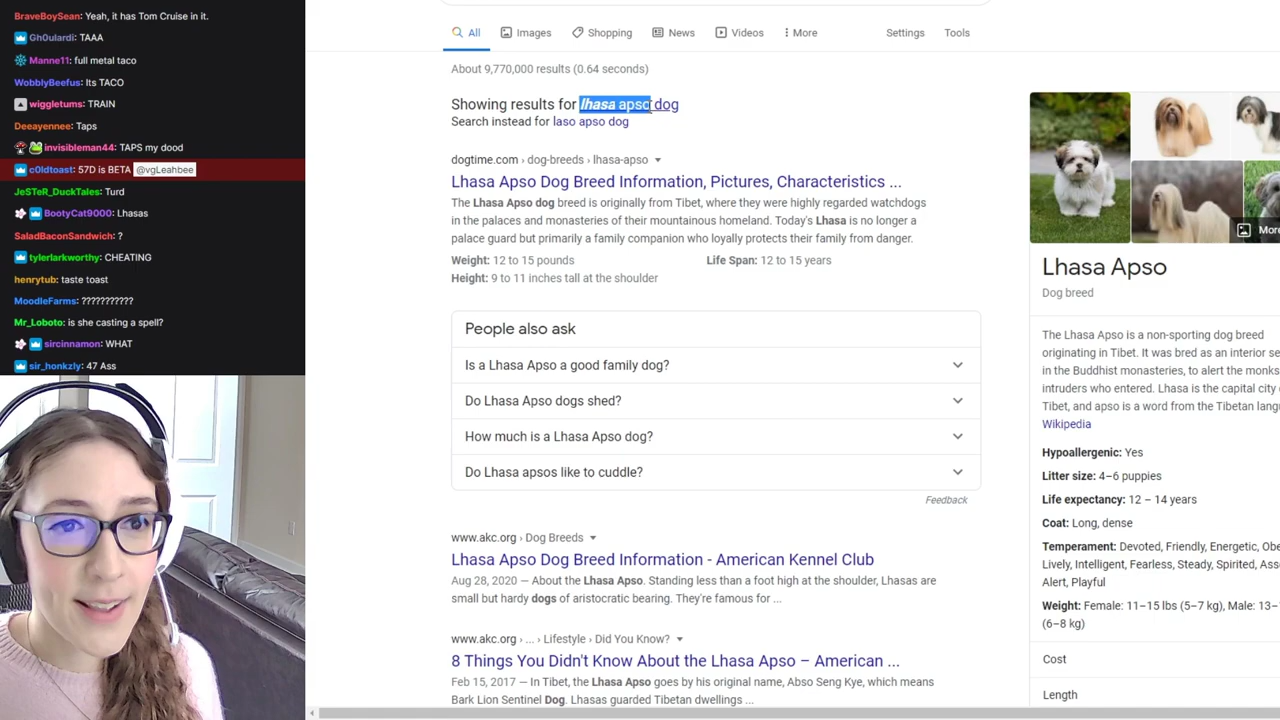 BraveBoySean: Yeah, it has Tom Cruise in it.
Gh0ulardi: TAAA
Manne11: full metal taco
WobblyBeefus: Its TACO
wiggletums: TRAIN
Deeayennee: Taps
invisibleman44: TAPS my dood
c0ldtoast: 57D is BETA @vgLeahbee
JeSTeR_DuckTales: Turd
BootyCat9000: Lhasas
SaladBaconSandwich: ?
tylerlarkworthy: CHEATING
henrytub: taste toast
MoodleFarms: ???????????
Mr_Loboto: is she casting a spell?
sircinnamon: WHAT
sir_honkzly: 47 Ass
All Images Shopping News Videos More Settings Tools
About 9,770,000 results (0.64 seconds)
Showing results for lhasa apso dog
Search instead for laso apso dog
dogtime.com › dog-breeds › lhasa-apso
Lhasa Apso Dog Breed Information, Pictures, Characteristics ...
The Lhasa Apso dog breed is originally from Tibet, where they were highly regarded watchdogs
in the palaces and monasteries of their mountainous homeland. Today's Lhasa is no longer a
palace guard but primarily a family companion who loyally protects their family from danger.
Weight: 12 to 15 pounds Life Span: 12 to 15 years
Height: 9 to 11 inches tall at the shoulder
People also ask
Is a Lhasa Apso a good family dog?
Do Lhasa Apso dogs shed?
How much is a Lhasa Apso dog?
Do Lhasa apsos like to cuddle?
Feedback
www.akc.org › Dog Breeds
Lhasa Apso Dog Breed Information - American Kennel Club
Aug 28, 2020 — About the Lhasa Apso. Standing less than a foot high at the shoulder, Lhasas are
small but hardy dogs of aristocratic bearing. They're famous for ...
www.akc.org › ... › Lifestyle › Did You Know?
8 Things You Didn't Know About the Lhasa Apso – American ...
Feb 15, 2017 — In Tibet, the Lhasa Apso goes by his original name, Abso Seng Kye, which means
Bark Lion Sentinel Dog. Lhasas guarded Tibetan dwellings ...
More
Lhasa Apso
Dog breed
The Lhasa Apso is a non-sporting dog breed
originating in Tibet. It was bred as an interior se
in the Buddhist monasteries, to alert the monks
intruders who entered. Lhasa is the capital city
Tibet, and apso is a word from the Tibetan lang
Wikipedia
Hypoallergenic: Yes
Litter size: 4–6 puppies
Life expectancy: 12 – 14 years
Coat: Long, dense
Temperament: Devoted, Friendly, Energetic, Obe
Lively, Intelligent, Fearless, Steady, Spirited, Ass
Alert, Playful
Weight: Female: 11–15 lbs (5–7 kg), Male: 13–
(6–8 kg)
Cost
Length